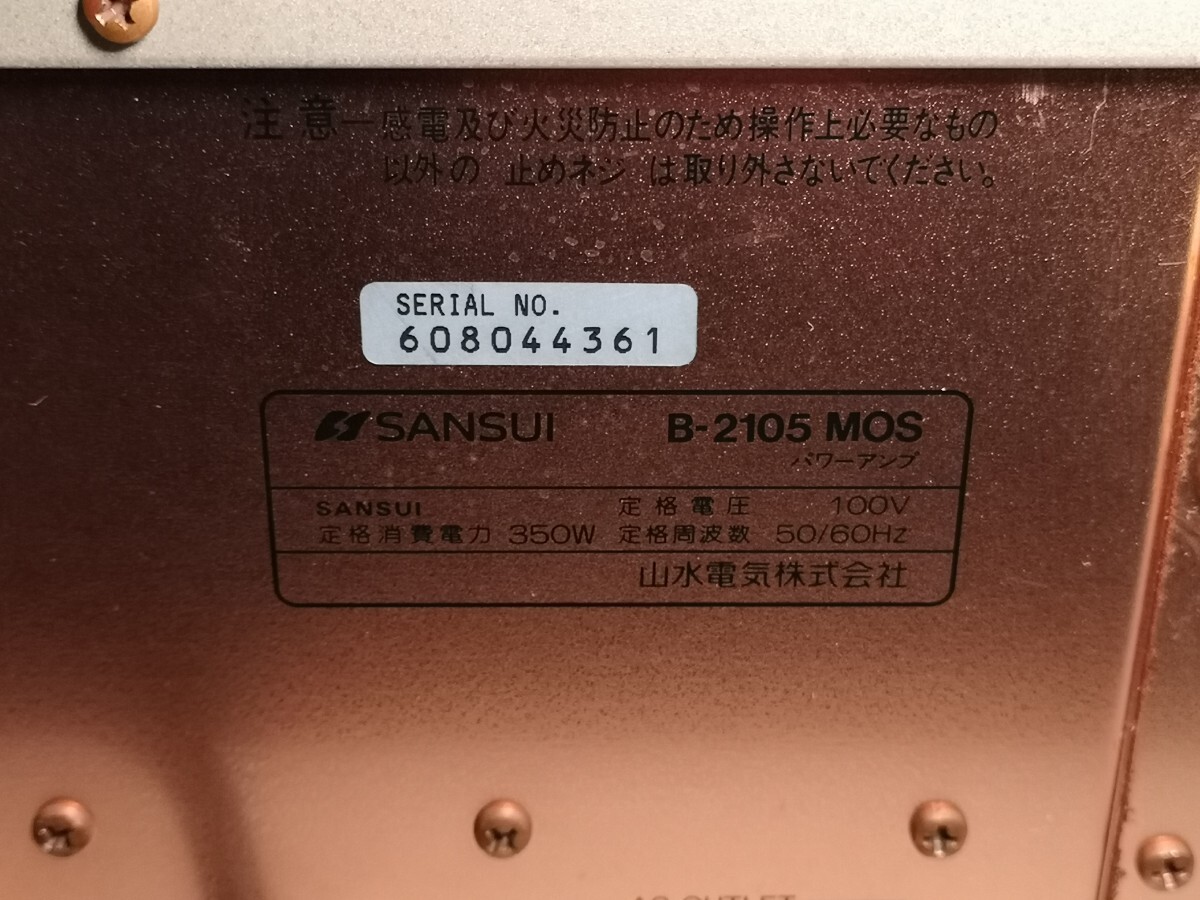 注意ー感電及び火災防止のため操作上必要なもの
以外の 止めネジ は取り外さないでください。
SERIAL NO.
608044361
SANSUI B-2105 MOS
パワーアンプ
SANSUI 定格電圧 100V
定格消費電力 350W 定格周波数 50/60Hz
山水電気株式会社
AC OUTLET